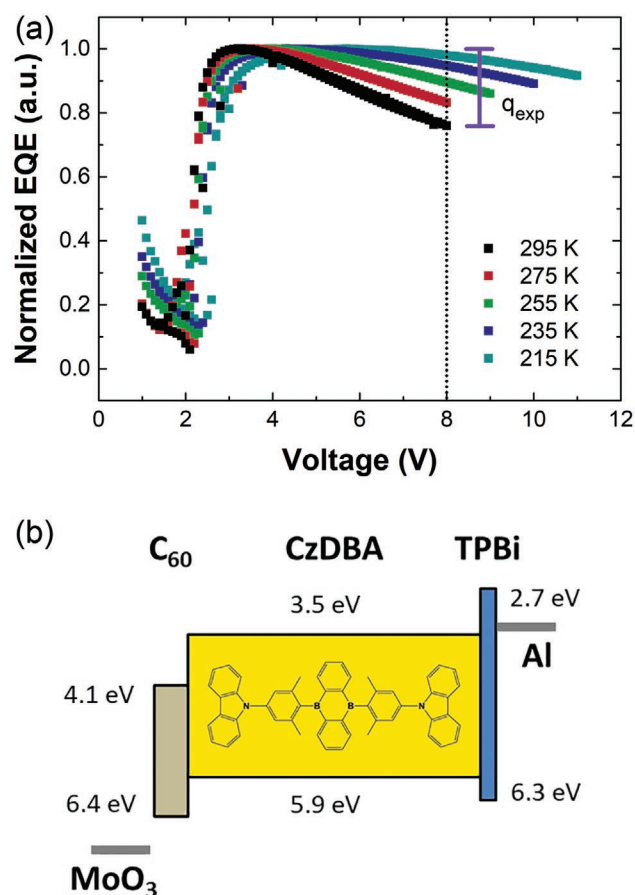 (a)
Normalized EQE (a.u.)
1.0
0.8
0.6
0.4
0.2
0.0
q_exp
295 K
275 K
255 K
235 K
215 K
0 2 4 6 8 10 12
Voltage (V)
(b)
C₆₀ CzDBA TPBi
3.5 eV 2.7 eV
Al
4.1 eV
N B B N
6.4 eV 5.9 eV 6.3 eV
MoO₃